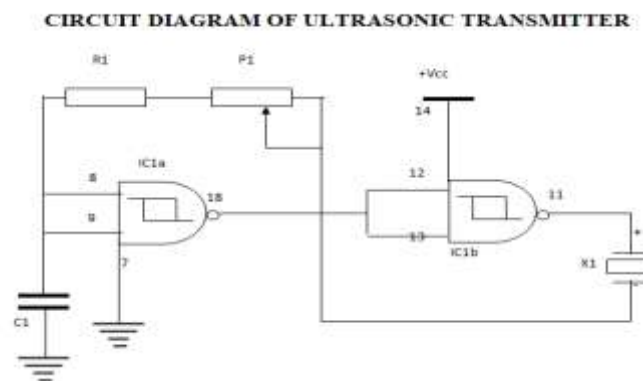 CIRCUIT DIAGRAM OF ULTRASONIC TRANSMITTER
R1
P1
+Vcc
14
IC1a
8
18
12
11
9
13
IC1b
7
X1
+
-
C1